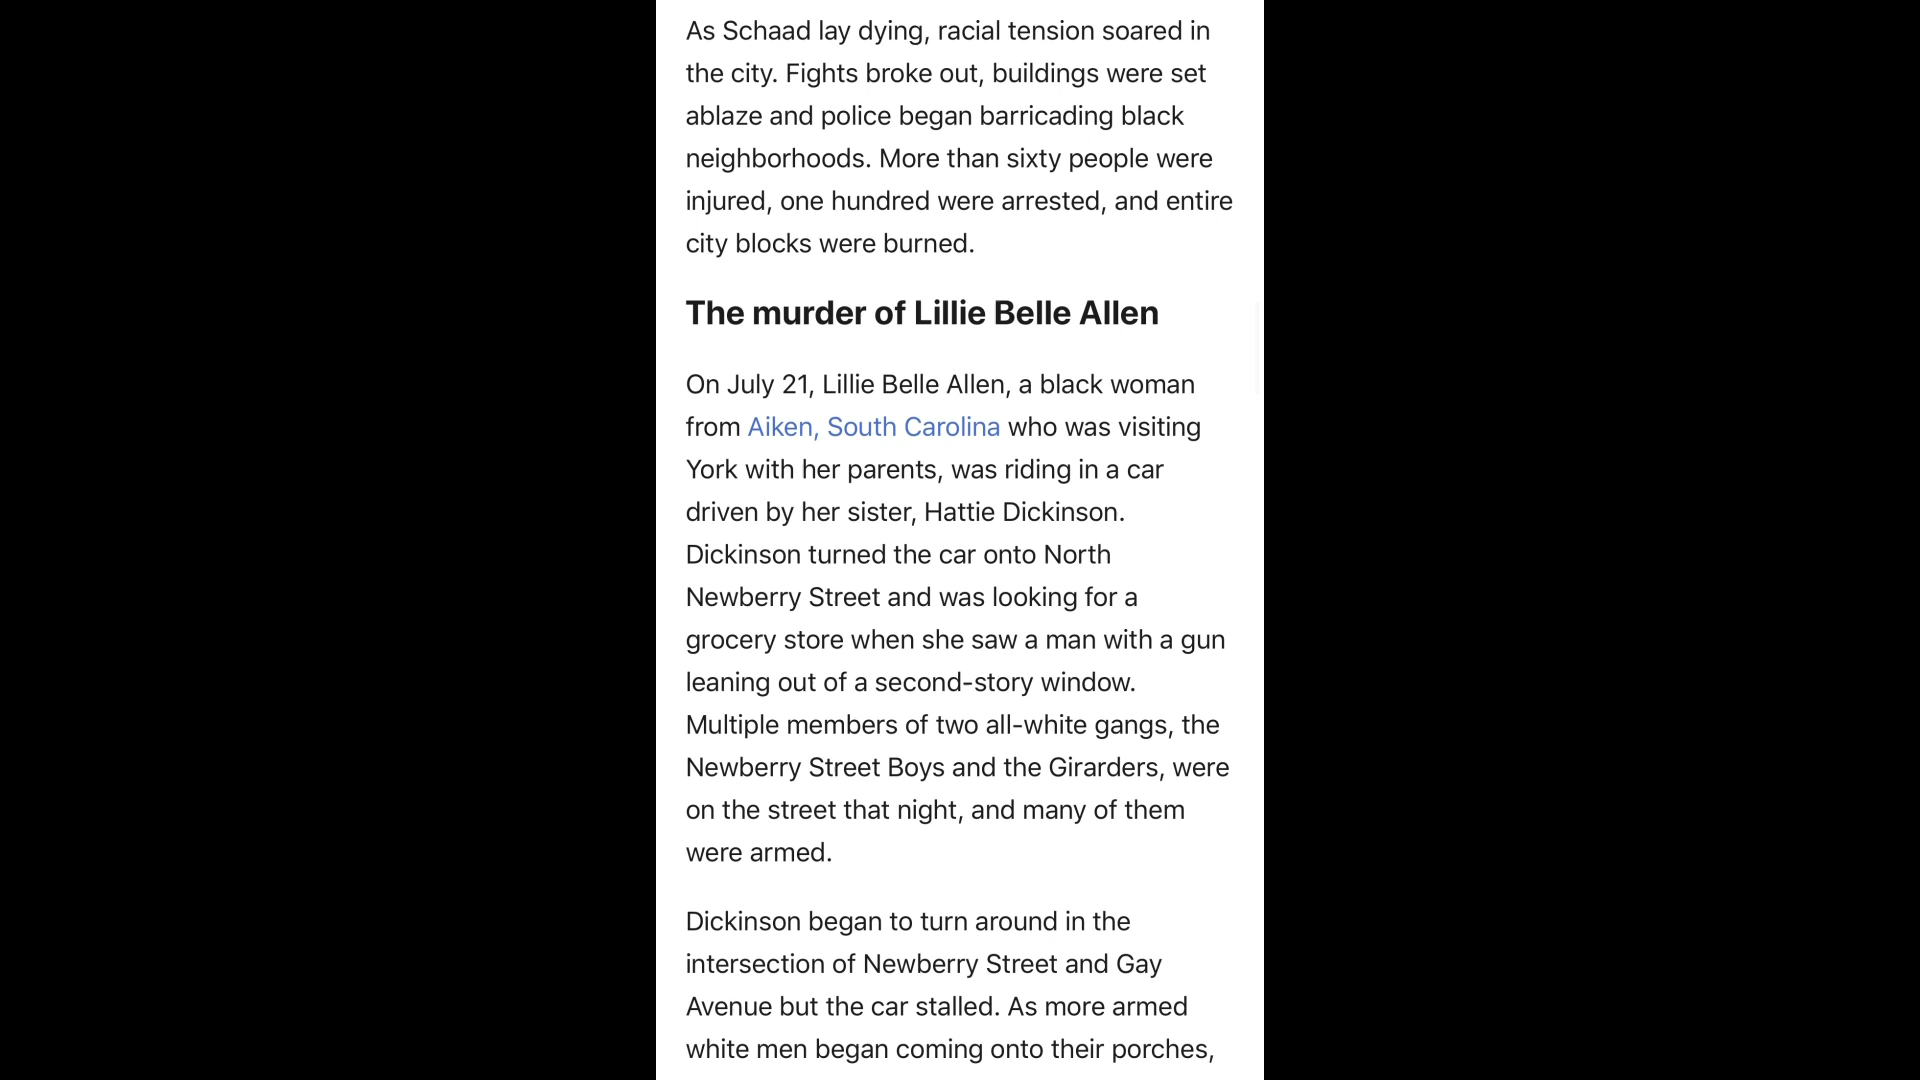 As Schaad lay dying, racial tension soared in
the city. Fights broke out, buildings were set
ablaze and police began barricading black
neighborhoods. More than sixty people were
injured, one hundred were arrested, and entire
city blocks were burned.
The murder of Lillie Belle Allen
On July 21, Lillie Belle Allen, a black woman
from Aiken, South Carolina who was visiting
York with her parents, was riding in a car
driven by her sister, Hattie Dickinson.
Dickinson turned the car onto North
Newberry Street and was looking for a
grocery store when she saw a man with a gun
leaning out of a second-story window.
Multiple members of two all-white gangs, the
Newberry Street Boys and the Girarders, were
on the street that night, and many of them
were armed.
Dickinson began to turn around in the
intersection of Newberry Street and Gay
Avenue but the car stalled. As more armed
white men began coming onto their porches,